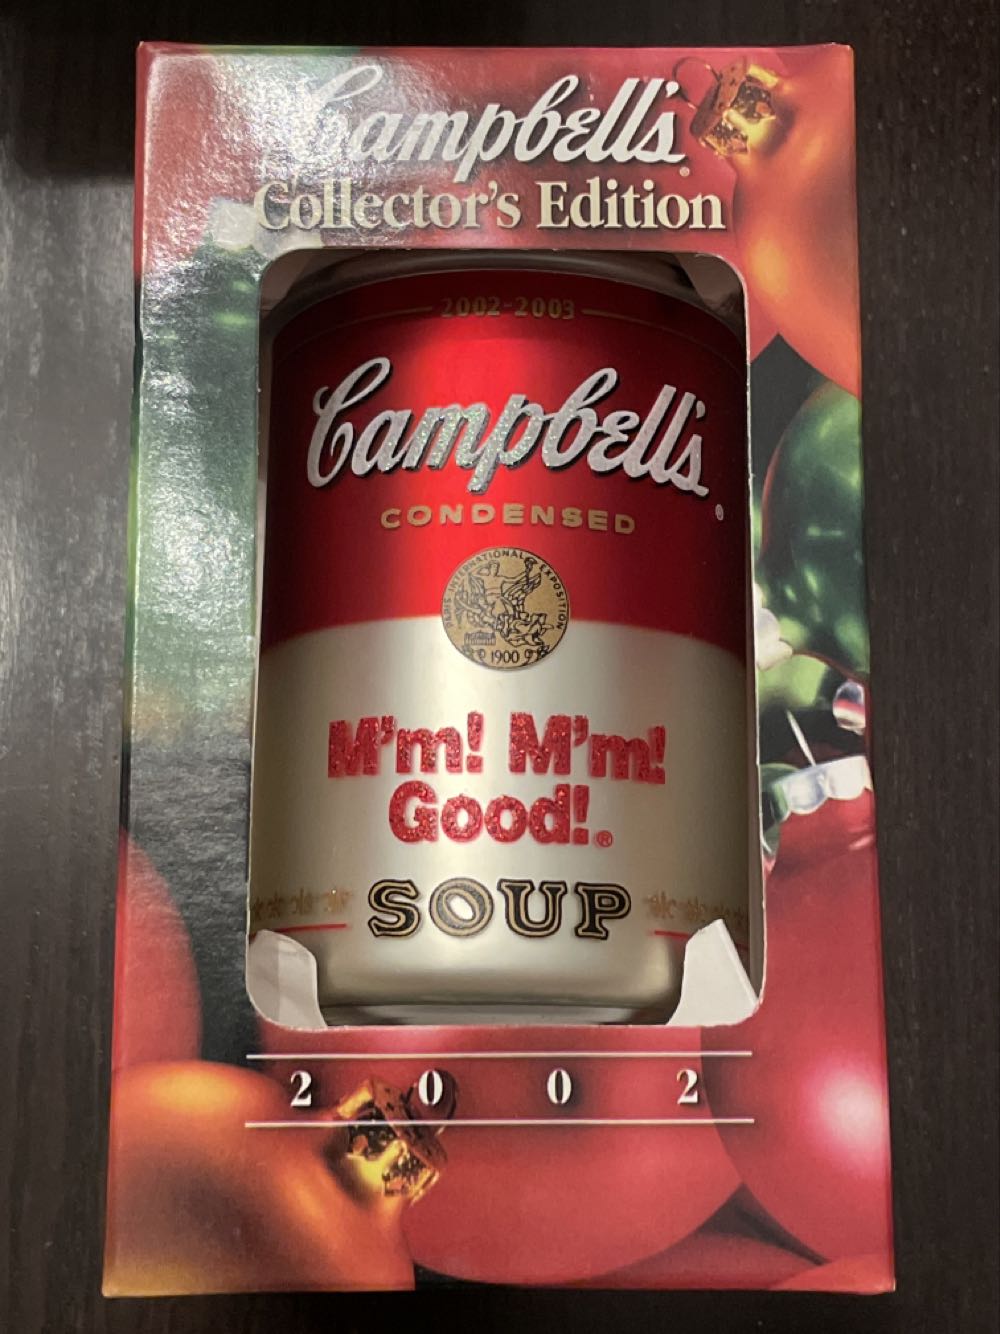 Campbell's®
Collector's Edition
2002-2003
Campbell's®
CONDENSED
PARIS INTERNATIONAL EXPOSITION
1900
M'm! M'm!
Good!®
SOUP
2 0 0 2